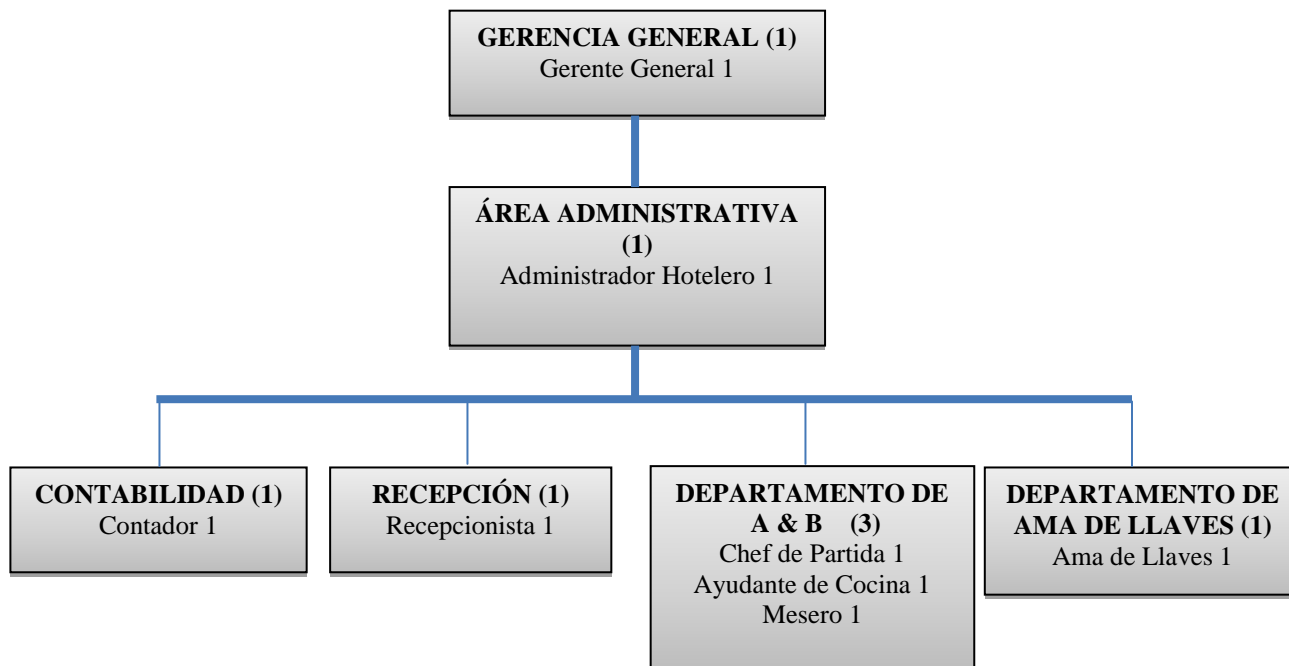 GERENCIA GENERAL (1)
Gerente General 1
ÁREA ADMINISTRATIVA
(1)
Administrador Hotelero 1
CONTABILIDAD (1)
Contador 1
RECEPCIÓN (1)
Recepcionista 1
DEPARTAMENTO DE
A & B (3)
Chef de Partida 1
Ayudante de Cocina 1
Mesero 1
DEPARTAMENTO DE
AMA DE LLAVES (1)
Ama de Llaves 1